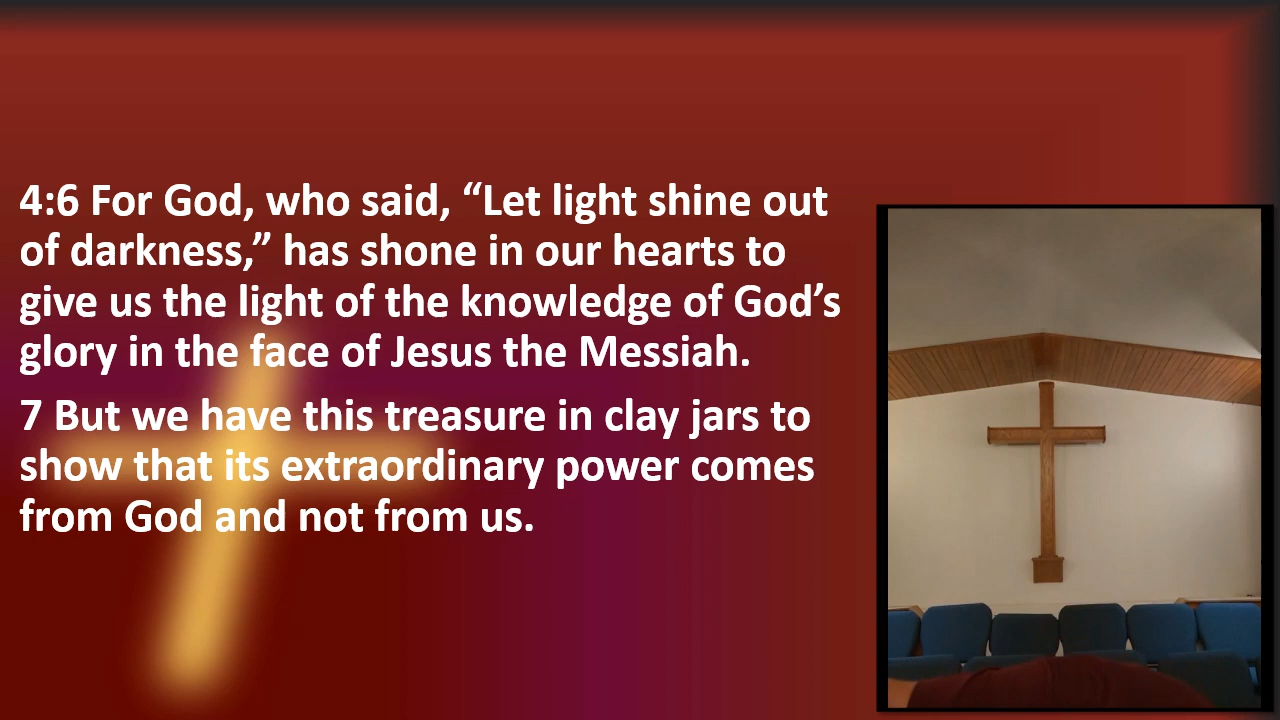 4:6 For God, who said, “Let light shine out
of darkness,” has shone in our hearts to
give us the light of the knowledge of God’s
glory in the face of Jesus the Messiah.
7 But we have this treasure in clay jars to
show that its extraordinary power comes
from God and not from us.